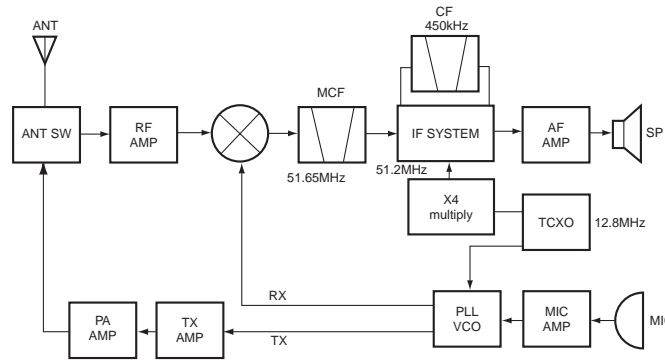 ANT
CF
450kHz
MCF
ANT SW
RF
AMP
IF SYSTEM
AF
AMP
SP
51.65MHz
51.2MHz
X4
multiply
TCXO
12.8MHz
RX
PA
AMP
TX
AMP
TX
PLL
VCO
MIC
AMP